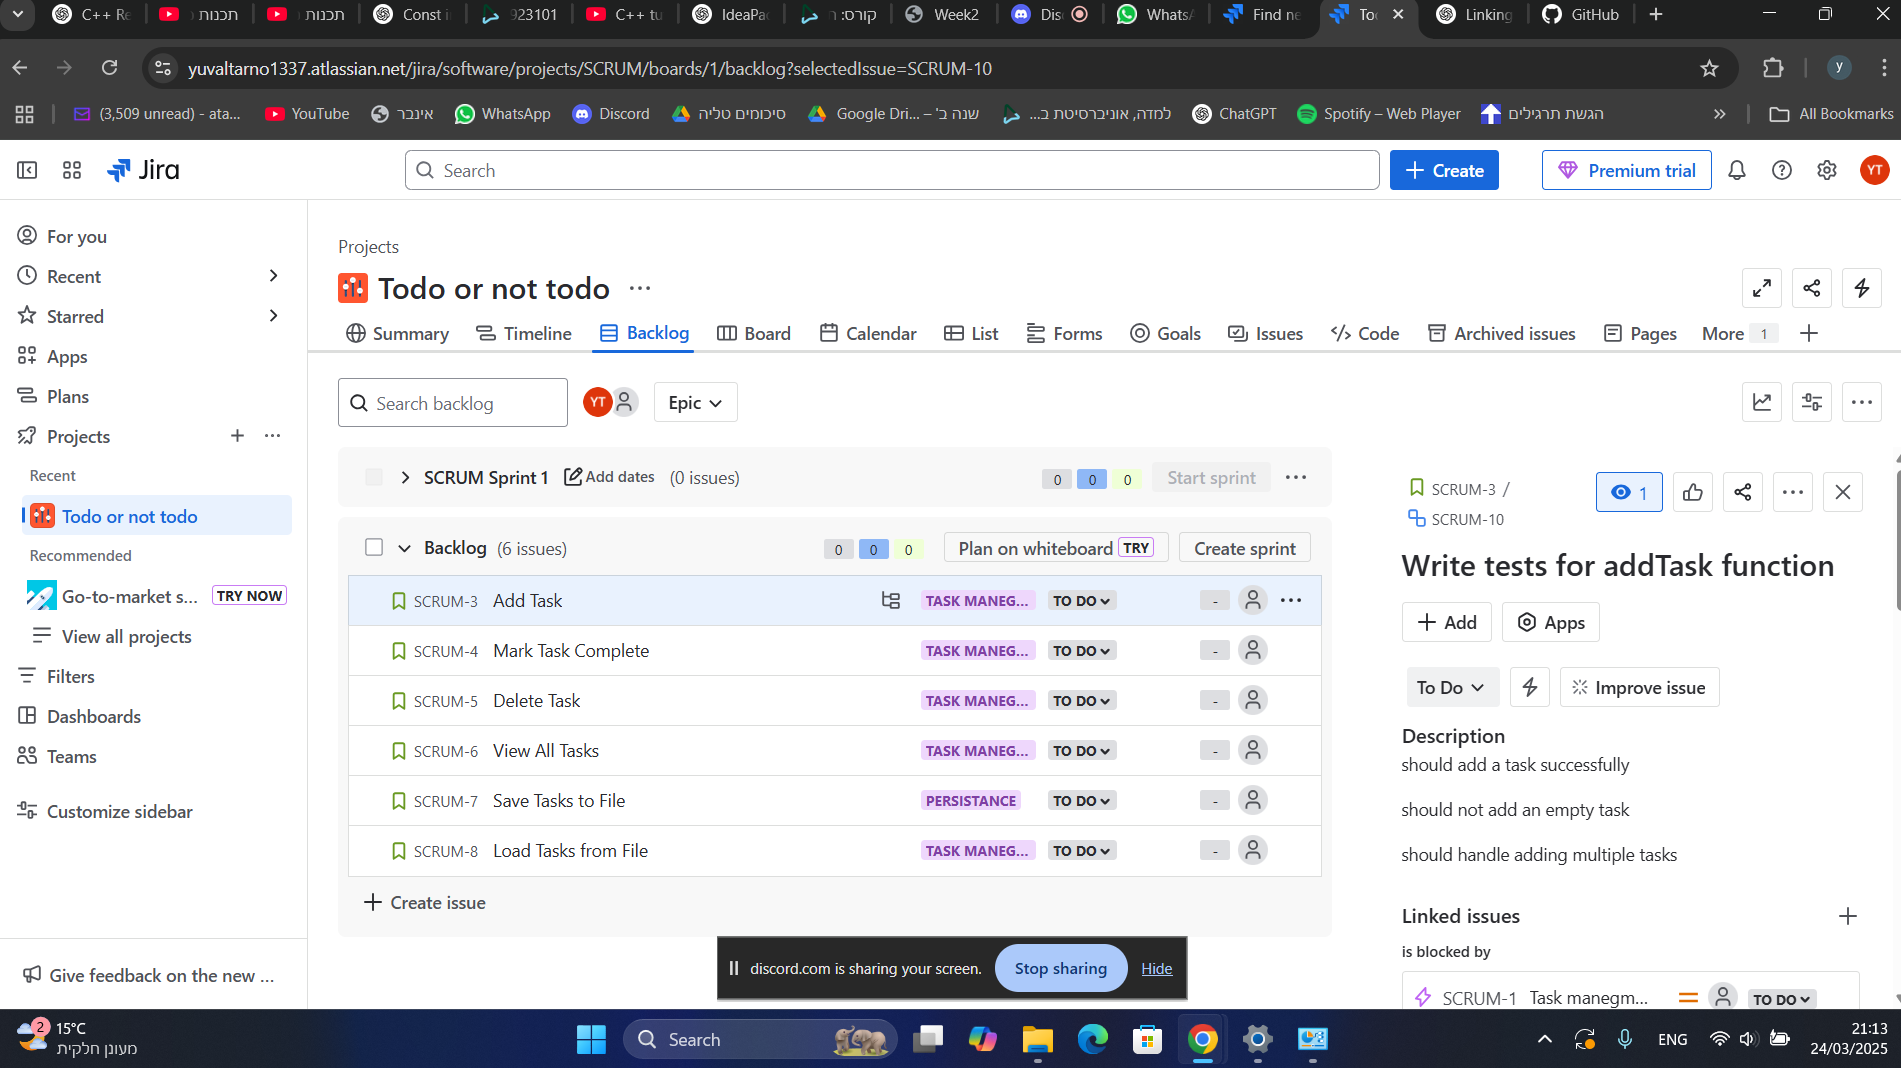 C++ Re
תכנות כ
תכנות ו
Const i
923101
C++ tu
IdeaPa
קורס: ר
Week2
Dis
WhatsA
Find ne
To
Linking
GitHub
yuvaltarno1337.atlassian.net/jira/software/projects/SCRUM/boards/1/backlog?selectedIssue=SCRUM-10
y
(3,509 unread) - ata...
YouTube
אינבר
WhatsApp
Discord
סיכומים טליה
שנה ב' – Google Dri...
למדה, אוניברסיטת ב...
ChatGPT
Spotify – Web Player
הגשת תרגילים
All Bookmarks
Jira
Search
Create
Premium trial
YT
For you
Recent
Starred
Apps
Plans
Projects
Recent
Todo or not todo
Recommended
Go-to-market s...
TRY NOW
View all projects
Filters
Dashboards
Teams
Customize sidebar
Give feedback on the new ...
Projects
Todo or not todo
Summary
Timeline
Backlog
Board
Calendar
List
Forms
Goals
Issues
Code
Archived issues
Pages
More 1
Search backlog
YT
Epic
SCRUM Sprint 1 Add dates (0 issues)
0 0 0
Start sprint
Backlog (6 issues)
0 0 0
Plan on whiteboard TRY
Create sprint
SCRUM-3 Add Task TASK MANEG... TO DO -
SCRUM-4 Mark Task Complete TASK MANEG... TO DO -
SCRUM-5 Delete Task TASK MANEG... TO DO -
SCRUM-6 View All Tasks TASK MANEG... TO DO -
SCRUM-7 Save Tasks to File PERSISTANCE TO DO -
SCRUM-8 Load Tasks from File TASK MANEG... TO DO -
Create issue
SCRUM-3 /
SCRUM-10
1
Write tests for addTask function
Add
Apps
To Do
Improve issue
Description
should add a task successfully
should not add an empty task
should handle adding multiple tasks
Linked issues
is blocked by
SCRUM-1 Task manegm... TO DO
discord.com is sharing your screen.
Stop sharing
Hide
2
15°C
מעונן חלקית
Search
ENG
21:13
24/03/2025